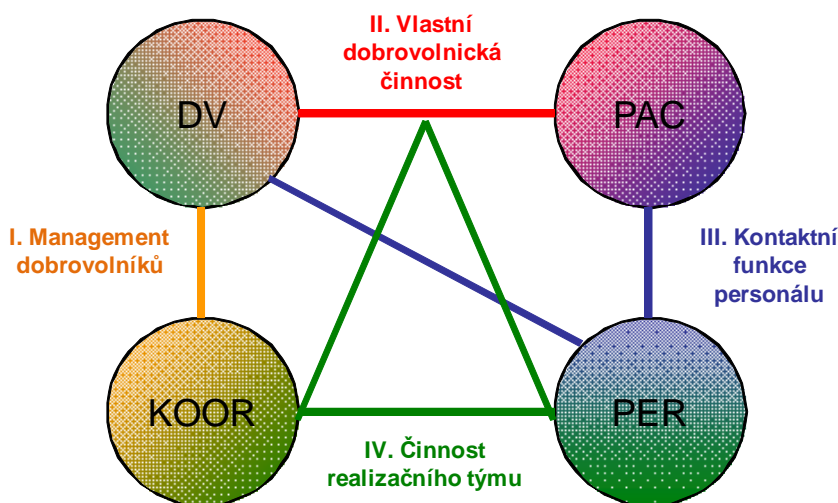 II. Vlastní
dobrovolnická
činnost
DV
PAC
I. Management
dobrovolníků
III. Kontaktní
funkce
personálu
KOOR
PER
IV. Činnost
realizačního týmu